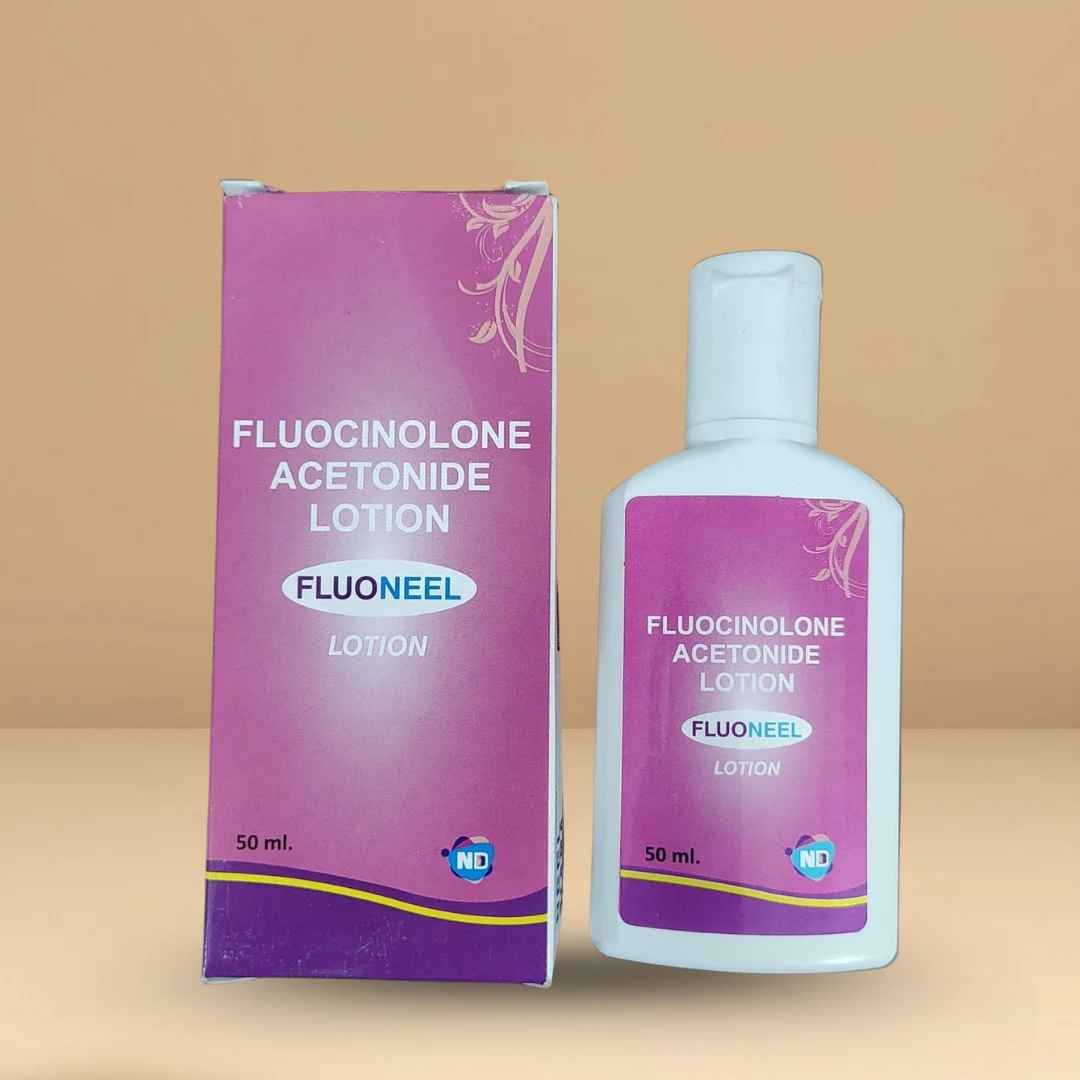 FLUOCINOLONE
ACETONIDE
LOTION
FLUONEEL
LOTION
50 ml.
ND
FLUOCINOLONE
ACETONIDE
LOTION
FLUONEEL
LOTION
50 ml.
ND